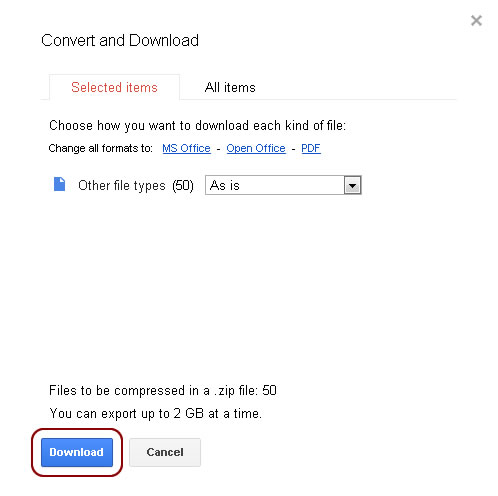 Convert and Download
Selected items All items
Choose how you want to download each kind of file:
Change all formats to: MS Office - Open Office - PDF
Other file types (50) As is
Files to be compressed in a .zip file: 50
You can export up to 2 GB at a time.
Download Cancel